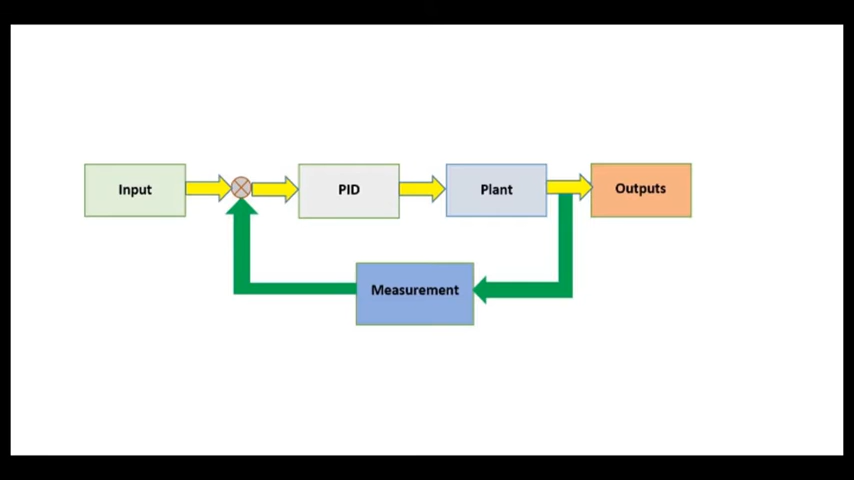 Input
PID
Plant
Outputs
Measurement